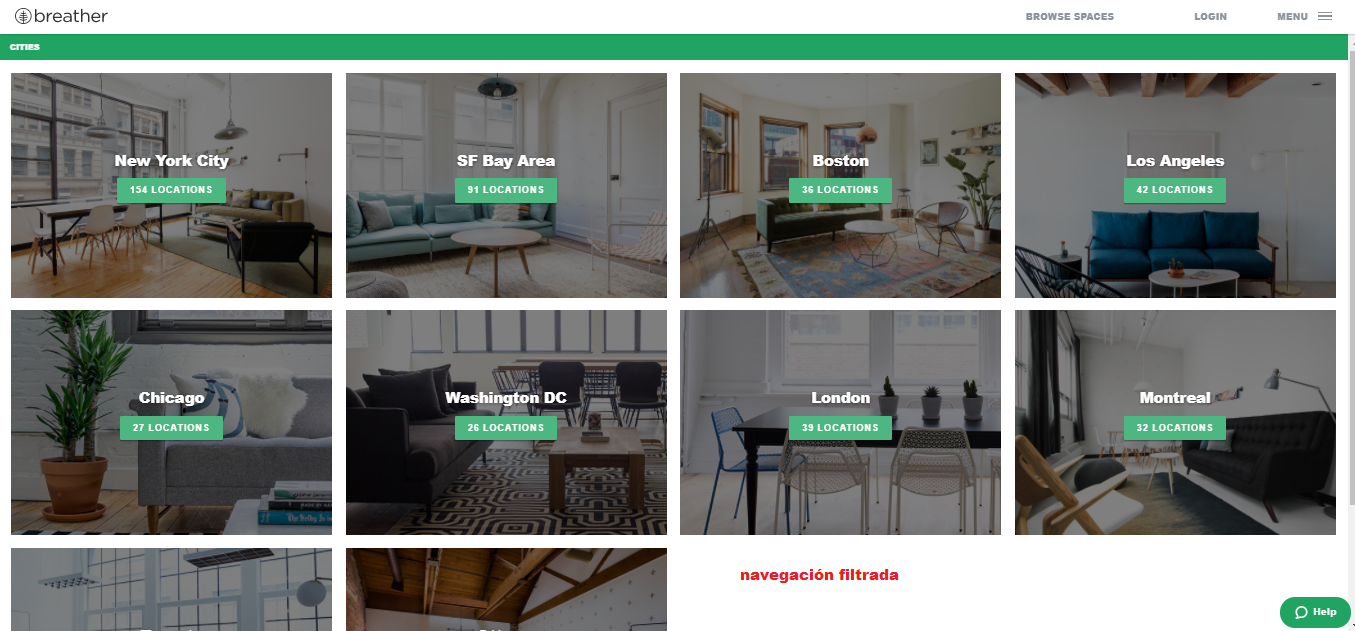 breather
BROWSE SPACES
LOGIN
MENU
CITIES
New York City
154 LOCATIONS
SF Bay Area
91 LOCATIONS
Boston
36 LOCATIONS
Los Angeles
42 LOCATIONS
Chicago
27 LOCATIONS
Washington DC
26 LOCATIONS
London
39 LOCATIONS
Montreal
32 LOCATIONS
navegación filtrada
Help